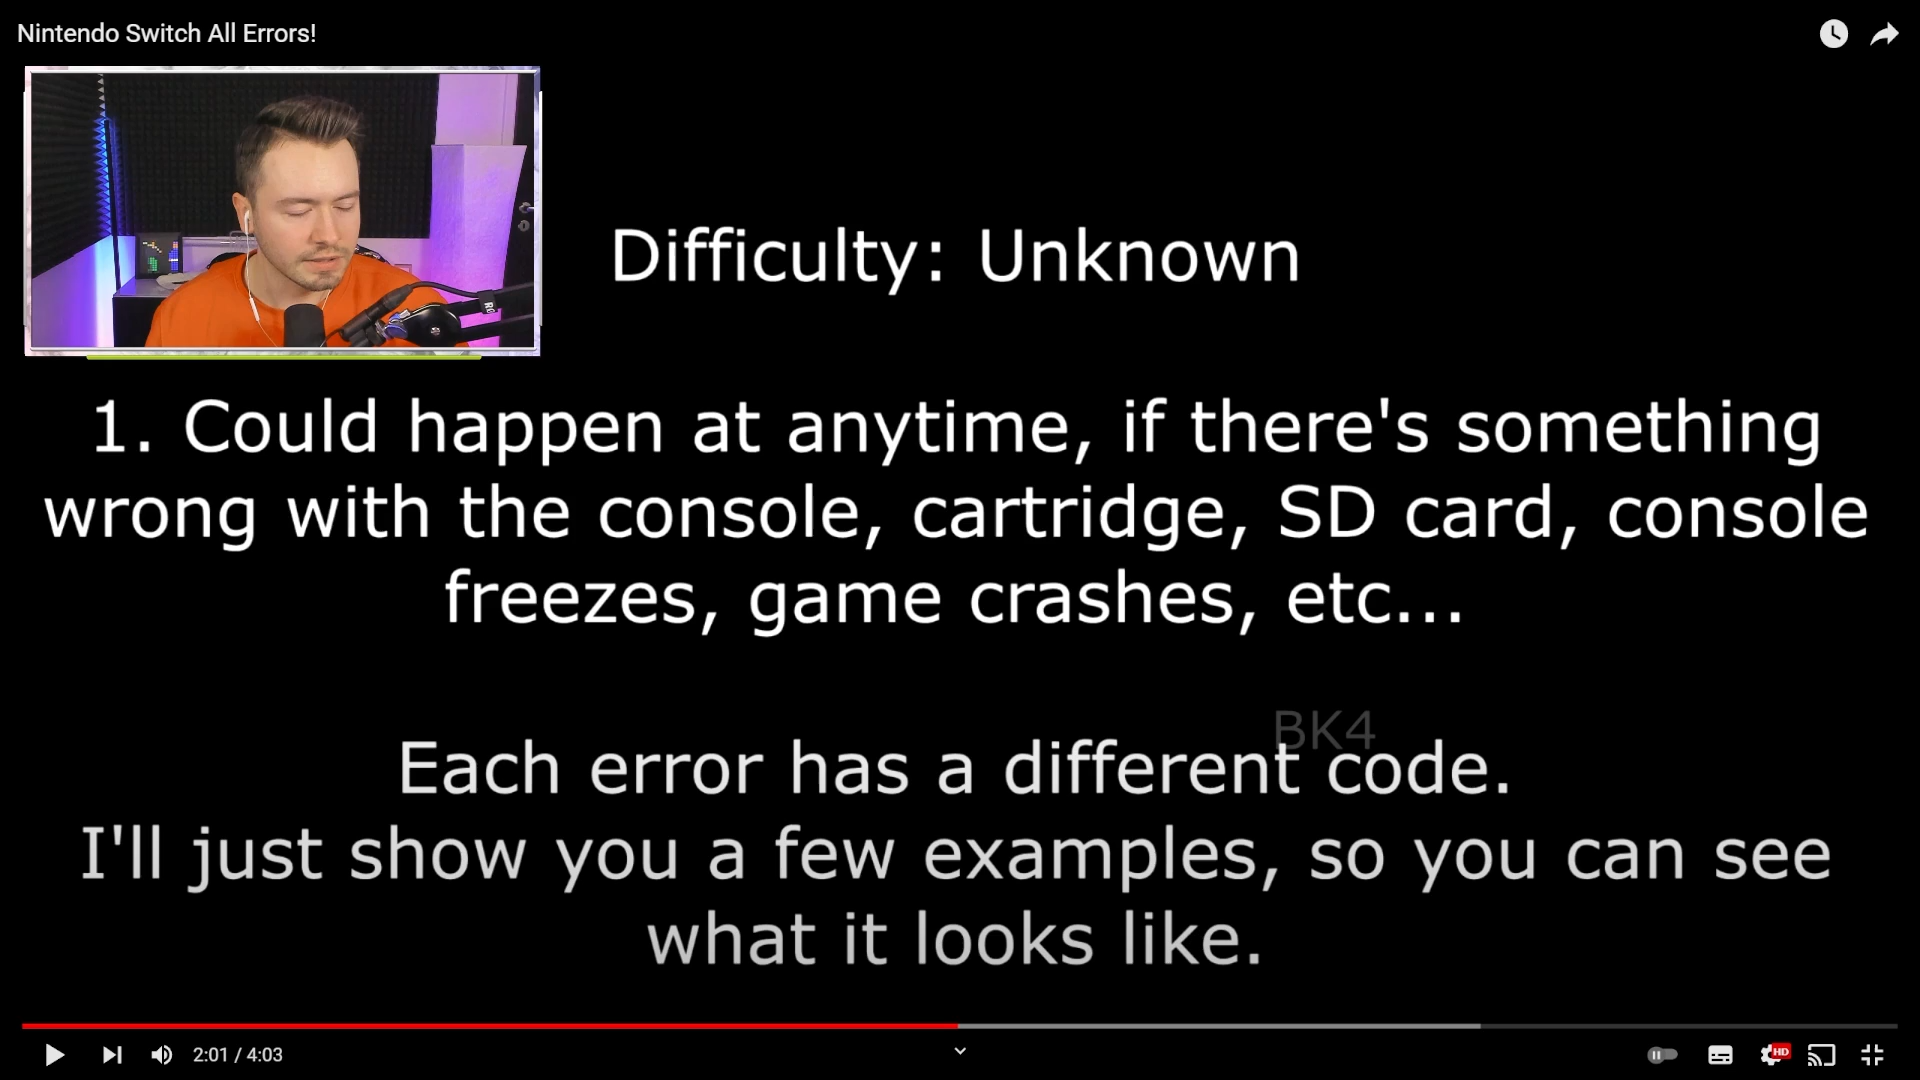 Nintendo Switch All Errors!
Difficulty: Unknown
1. Could happen at anytime, if there's something
wrong with the console, cartridge, SD card, console
freezes, game crashes, etc...
BK4
Each error has a different code.
I'll just show you a few examples, so you can see
what it looks like.
2:01 / 4:03
HD